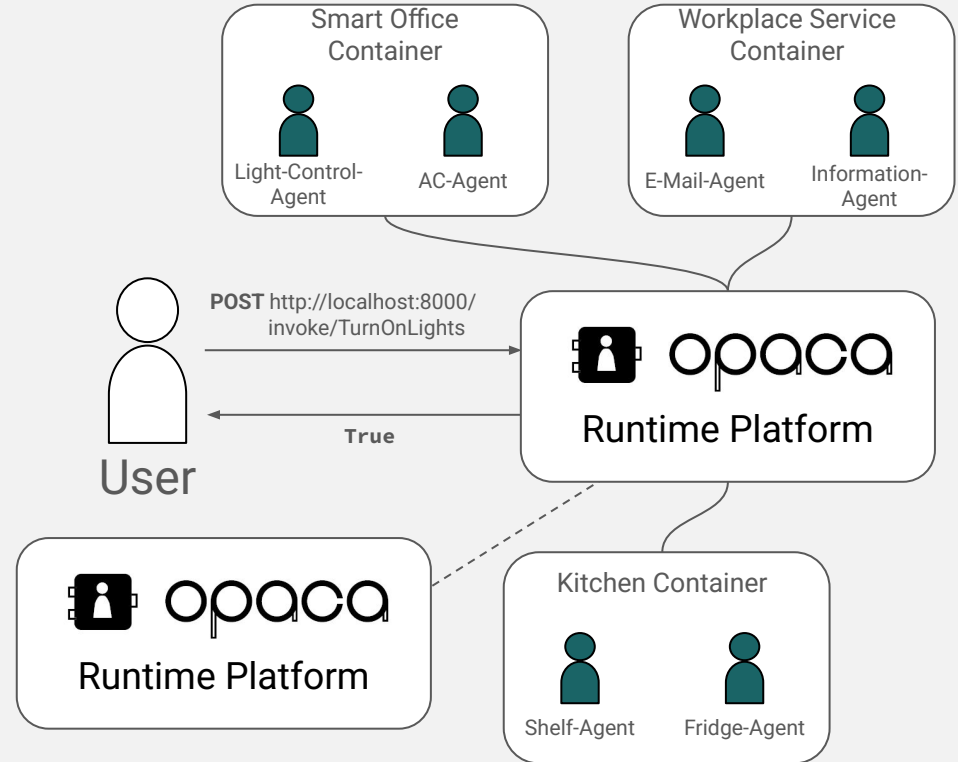 Smart Office
Container
Light-Control-
Agent
AC-Agent
Workplace Service
Container
E-Mail-Agent
Information-
Agent
POST http://localhost:8000/
invoke/TurnOnLights
True
User
opaca
Runtime Platform
opaca
Runtime Platform
Kitchen Container
Shelf-Agent
Fridge-Agent